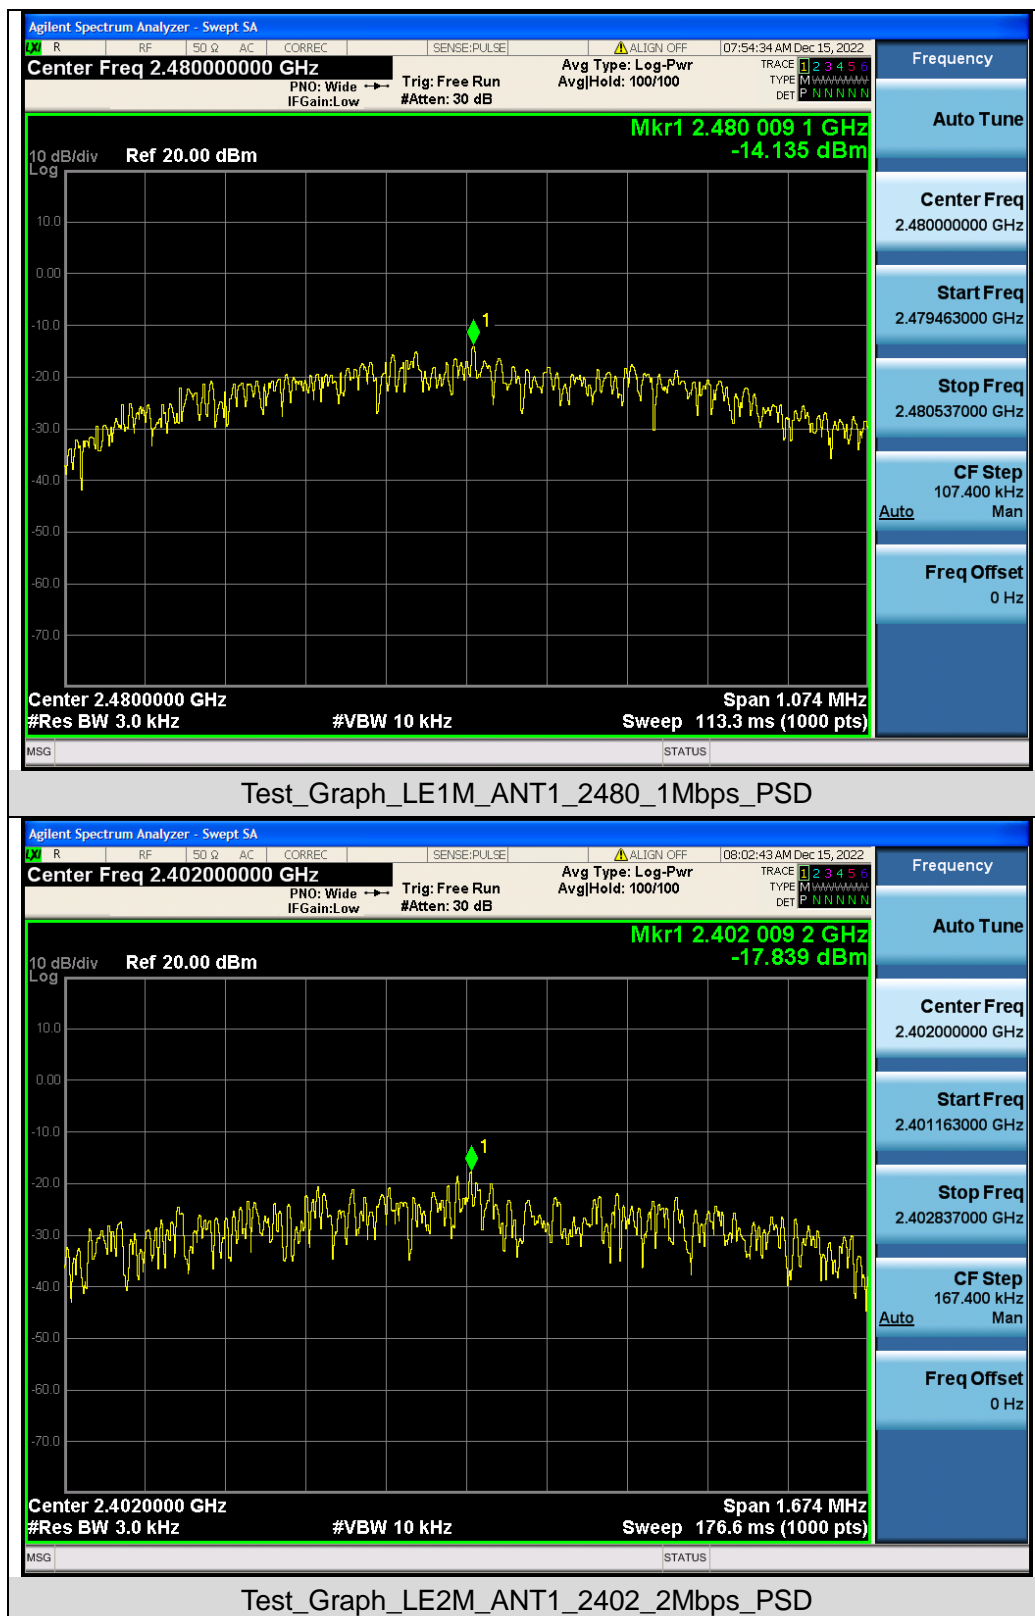 Agilent Spectrum Analyzer - Swept SA
LXI R RF 50 Ω AC CORREC SENSE:PULSE ALIGN OFF 07:54:34 AM Dec 15, 2022
Center Freq 2.480000000 GHz Avg Type: Log-Pwr TRACE 1 2 3 4 5 6
PNO: Wide Trig: Free Run Avg|Hold: 100/100 TYPE M WWWWW
IFGain:Low #Atten: 30 dB DET P N N N N N
Frequency
Auto Tune
Mkr1 2.480 009 1 GHz
-14.135 dBm
10 dB/div Ref 20.00 dBm
Log
10.0
0.00
-10.0
-20.0
-30.0
-40.0
-50.0
-60.0
-70.0
1
Center Freq
2.480000000 GHz
Start Freq
2.479463000 GHz
Stop Freq
2.480537000 GHz
CF Step
107.400 kHz
Auto Man
Freq Offset
0 Hz
Center 2.4800000 GHz Span 1.074 MHz
#Res BW 3.0 kHz #VBW 10 kHz Sweep 113.3 ms (1000 pts)
MSG STATUS
Test_Graph_LE1M_ANT1_2480_1Mbps_PSD
Agilent Spectrum Analyzer - Swept SA
LXI R RF 50 Ω AC CORREC SENSE:PULSE ALIGN OFF 08:02:43 AM Dec 15, 2022
Center Freq 2.402000000 GHz Avg Type: Log-Pwr TRACE 1 2 3 4 5 6
PNO: Wide Trig: Free Run Avg|Hold: 100/100 TYPE M WWWWW
IFGain:Low #Atten: 30 dB DET P N N N N N
Frequency
Auto Tune
Mkr1 2.402 009 2 GHz
-17.839 dBm
10 dB/div Ref 20.00 dBm
Log
10.0
0.00
-10.0
-20.0
-30.0
-40.0
-50.0
-60.0
-70.0
1
Center Freq
2.402000000 GHz
Start Freq
2.401163000 GHz
Stop Freq
2.402837000 GHz
CF Step
167.400 kHz
Auto Man
Freq Offset
0 Hz
Center 2.4020000 GHz Span 1.674 MHz
#Res BW 3.0 kHz #VBW 10 kHz Sweep 176.6 ms (1000 pts)
MSG STATUS
Test_Graph_LE2M_ANT1_2402_2Mbps_PSD